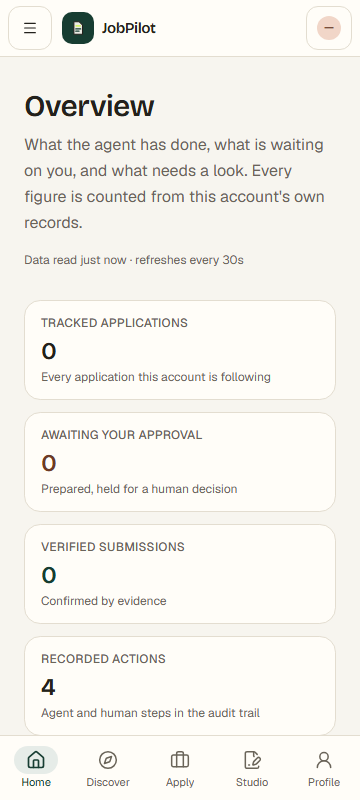 JobPilot
Overview
What the agent has done, what is waiting
on you, and what needs a look. Every
figure is counted from this account's own
records.
Data read just now · refreshes every 30s
TRACKED APPLICATIONS
0
Every application this account is following
AWAITING YOUR APPROVAL
0
Prepared, held for a human decision
VERIFIED SUBMISSIONS
0
Confirmed by evidence
RECORDED ACTIONS
4
Agent and human steps in the audit trail
Home Discover Apply Studio Profile